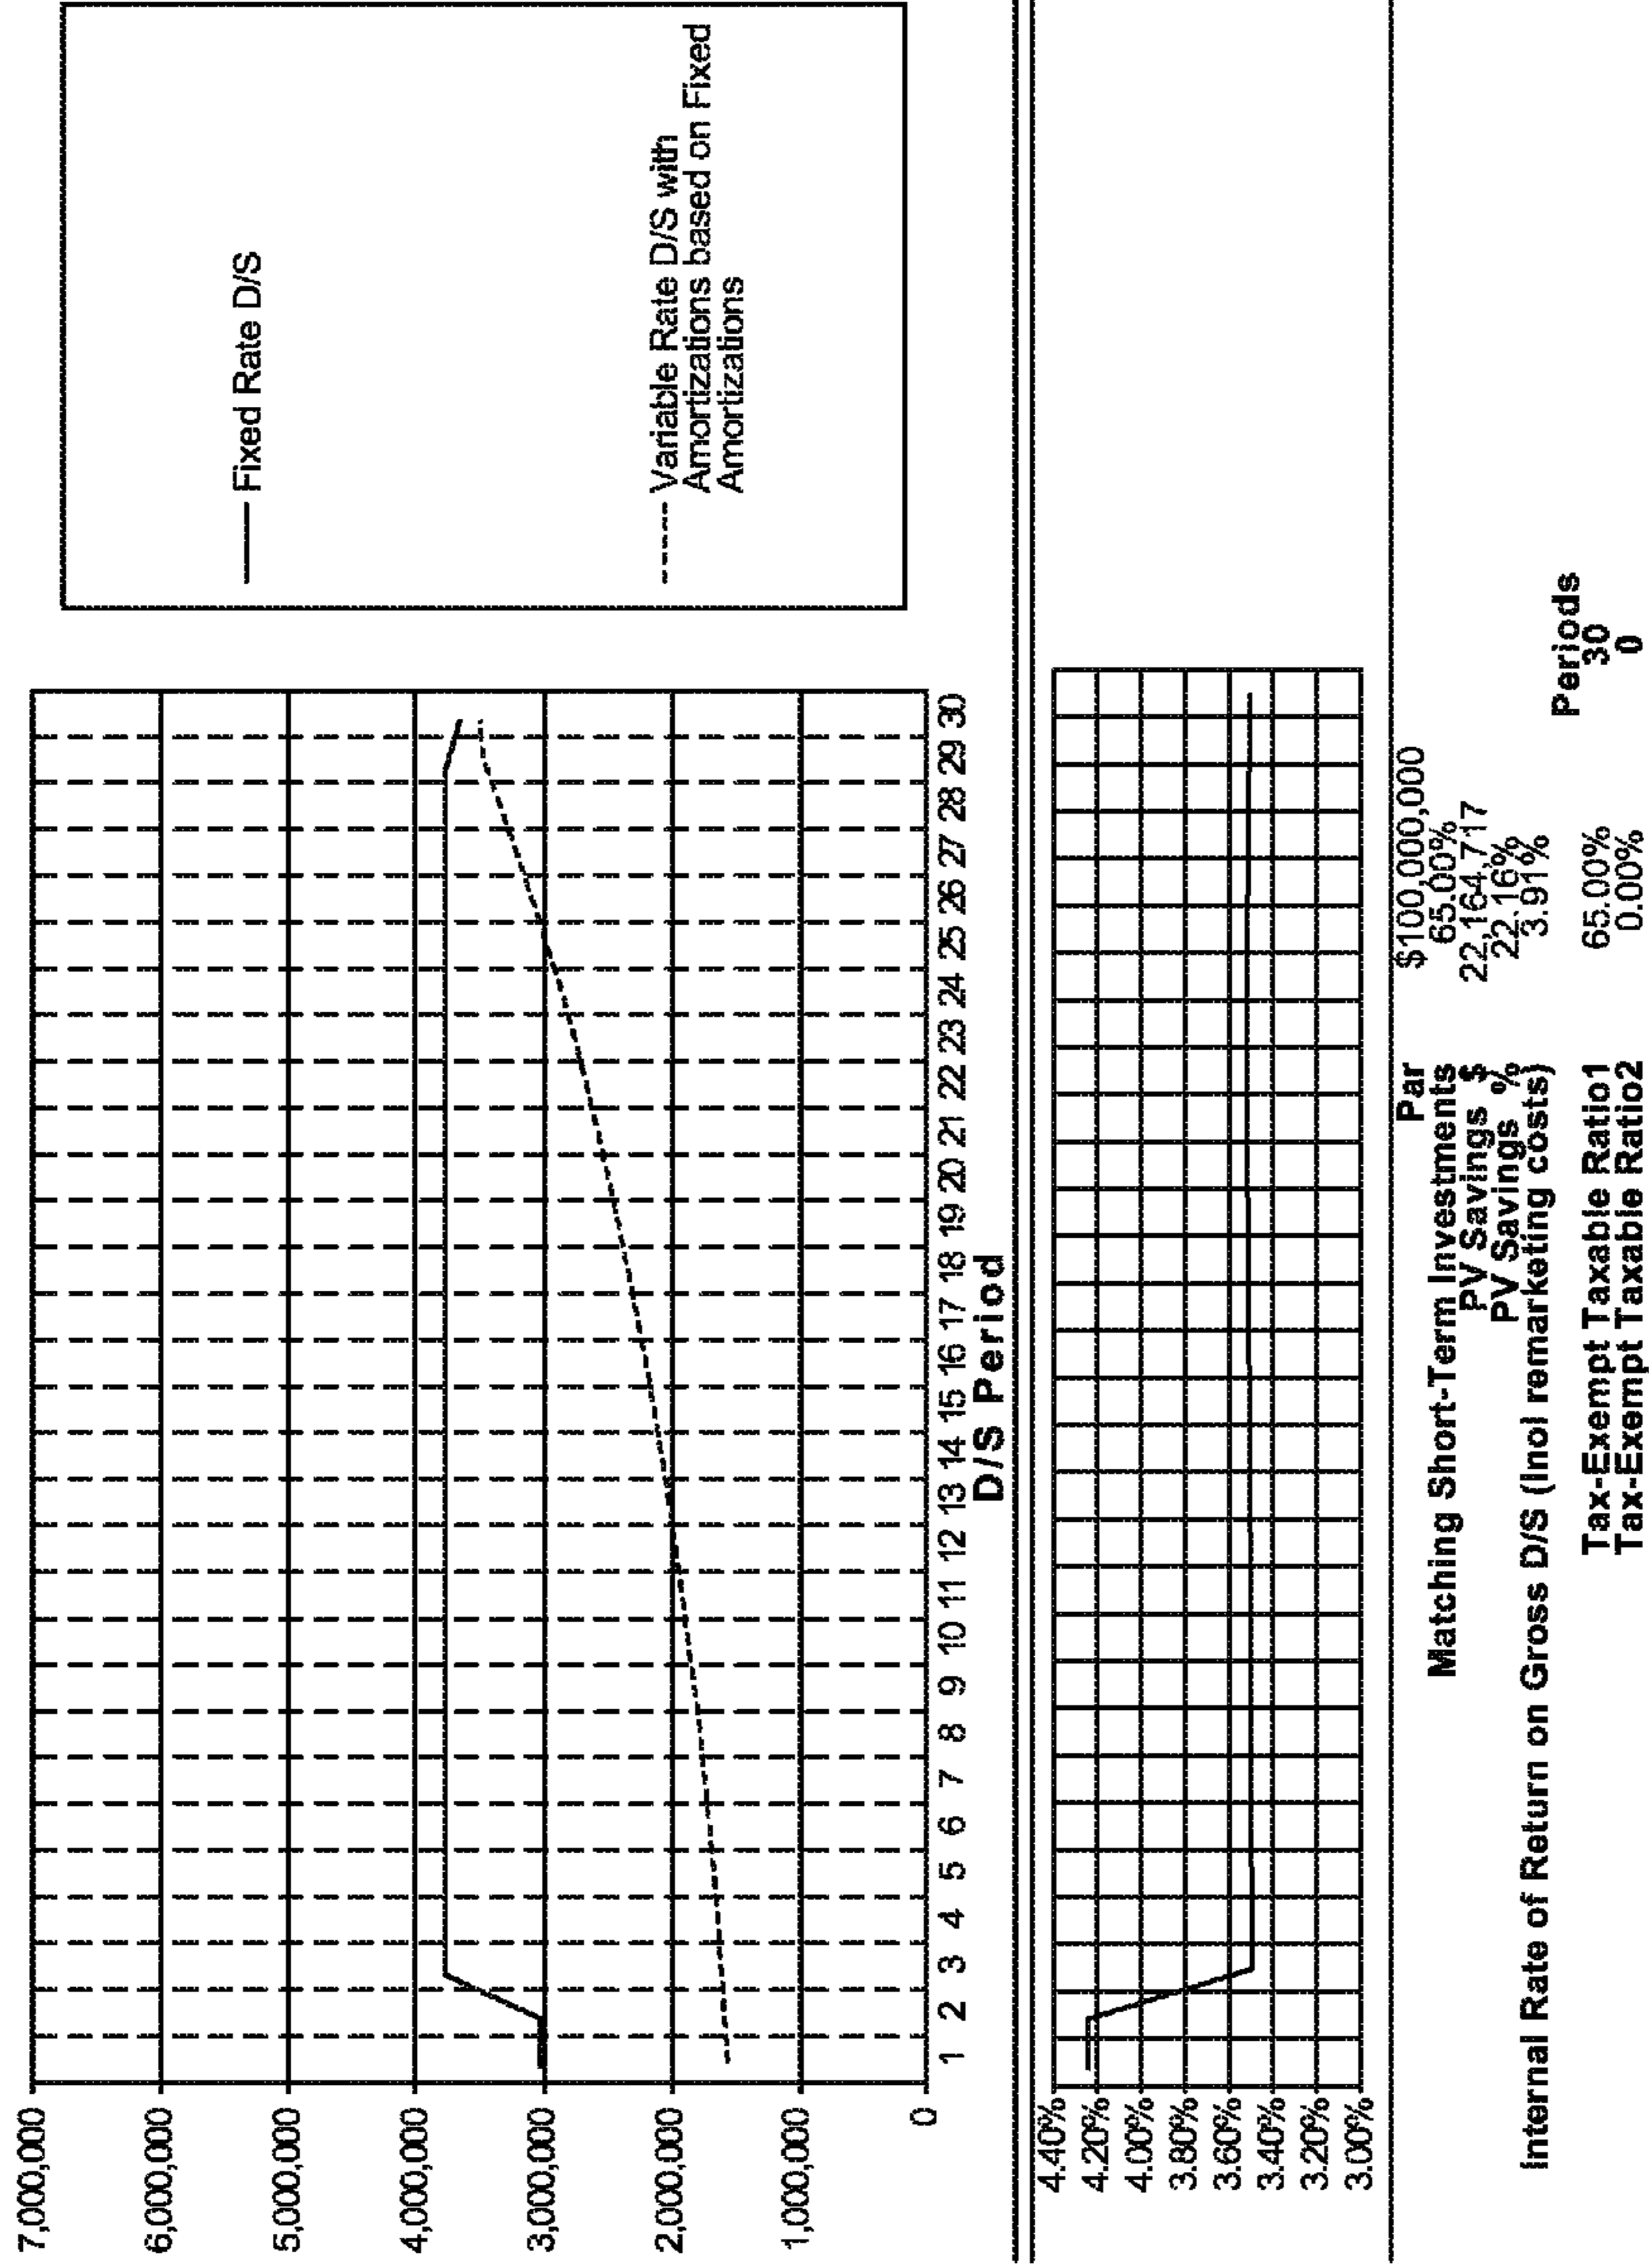 7,000,000
6,000,000
5,000,000
4,000,000
3,000,000
2,000,000
1,000,000
0
1 2 3 4 5 6 7 8 9 10 11 12 13 14 15 16 17 18 19 20 21 22 23 24 25 26 27 28 29 30
D/S Period
Fixed Rate D/S
Variable Rate D/S with
Amortizations based on Fixed
Amortizations
4.40%
4.20%
4.00%
3.80%
3.60%
3.40%
3.20%
3.00%
Par $100,000,000
Matching Short-Term Investments 65.00%
PV Savings $ 22,164,717
PV Savings % 22.16%
Internal Rate of Return on Gross D/S (Inol remarketing costs) 3.91%
Periods
Tax-Exempt Taxable Ratio1 65.00% 30
Tax-Exempt Taxable Ratio2 0.00% 0